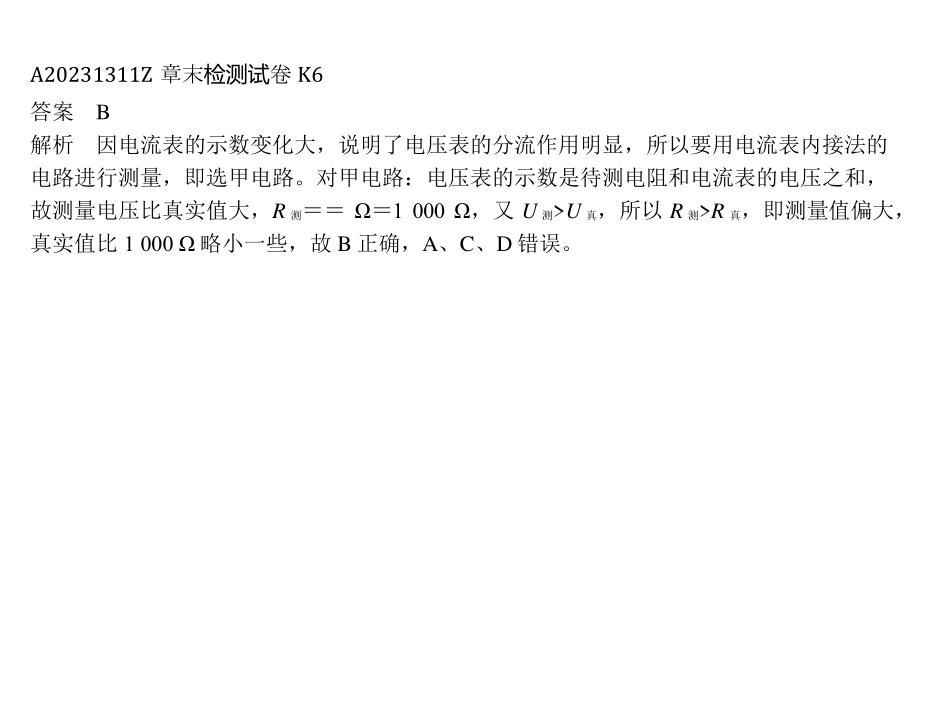 A20231311Z 章末检测试卷 K6
答案　B
解析　因电流表的示数变化大，说明了电压表的分流作用明显，所以要用电流表内接法的
电路进行测量，即选甲电路。对甲电路：电压表的示数是待测电阻和电流表的电压之和，
故测量电压比真实值大，R测＝＝ Ω＝1 000 Ω，又 U测>U真，所以 R测>R真，即测量值偏大，
真实值比 1 000 Ω 略小一些，故 B 正确，A、C、D 错误。